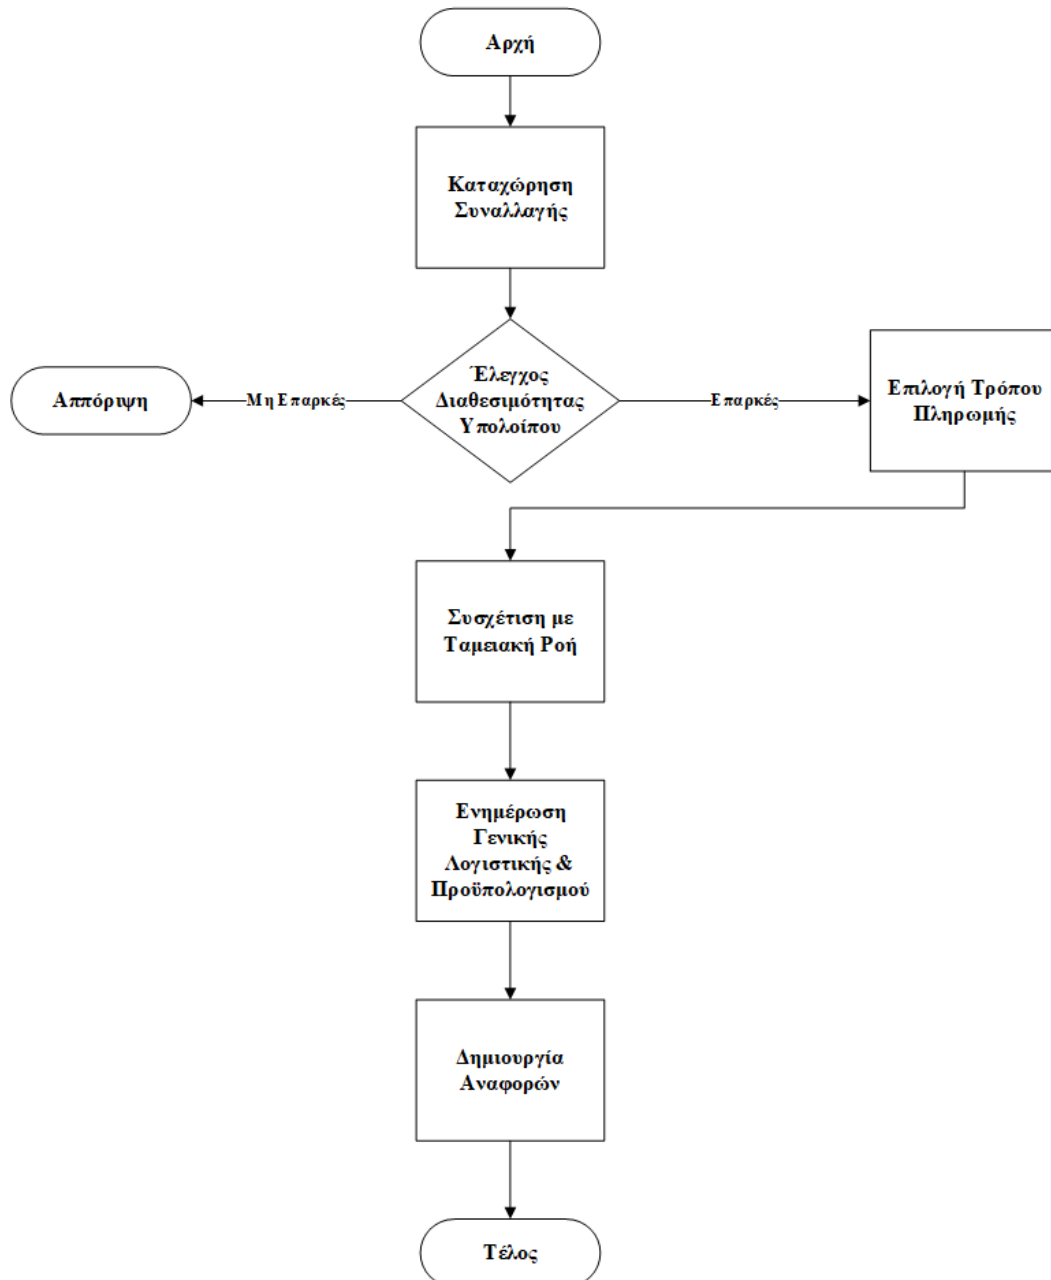 Αρχή
Καταχώρηση
Συναλλαγής
Έλεγχος
Διαθεσιμότητας
Υπολοίπου
Μη Επαρκές
Αππόριψη
Επαρκές
Επιλογή Τρόπου
Πληρωμής
Συσχέτιση με
Ταμειακή Ροή
Ενημέρωση
Γενικής
Λογιστικής &
Προϋπολογισμού
Δημιουργία
Αναφορών
Τέλος